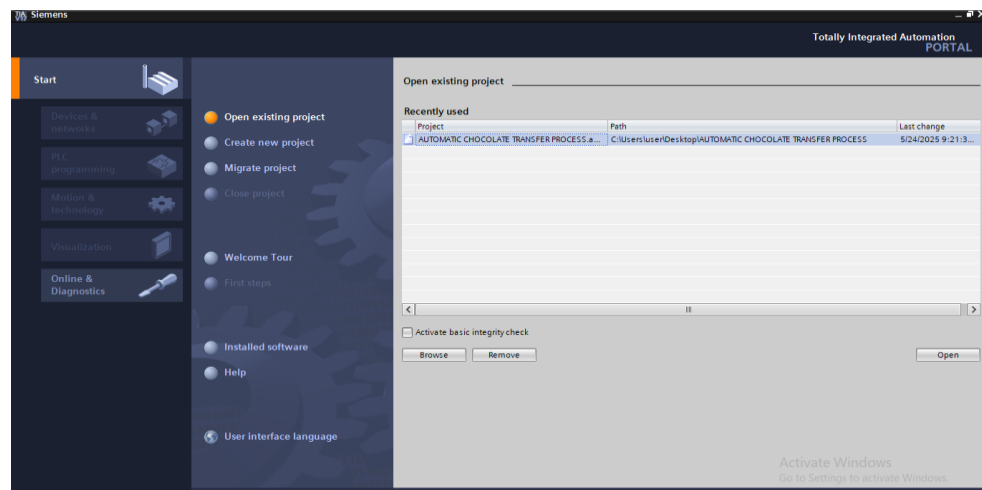 Siemens
Totally Integrated Automation
PORTAL
Start
Devices &
networks
PLC
programming
Motion &
technology
Visualization
Online &
Diagnostics
Open existing project
Create new project
Migrate project
Close project
Welcome Tour
First steps
Installed software
Help
User interface language
Open existing project
Recently used
Project Path Last change
AUTOMATIC CHOCOLATE TRANSFER PROCESS.a... C:\Users\user\Desktop\AUTOMATIC CHOCOLATE TRANSFER PROCESS 5/24/2025 9:21:3...
Activate basic integrity check
Browse Remove Open
Activate Windows
Go to Settings to activate Windows.